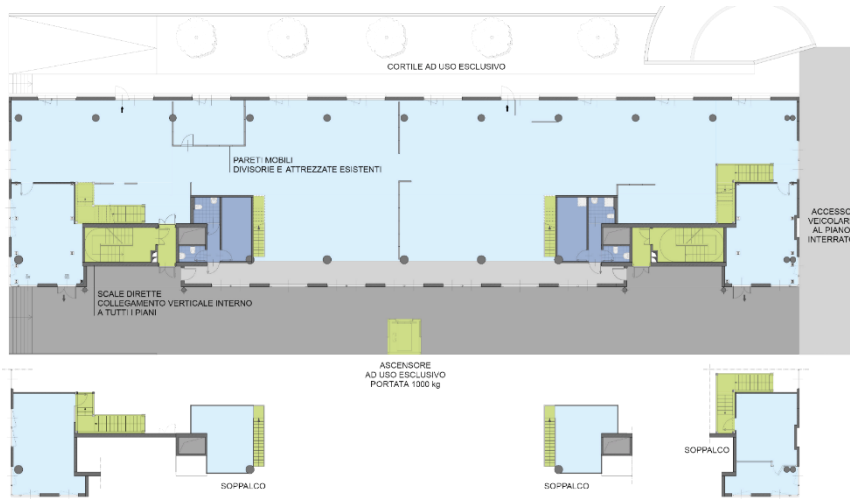 CORTILE AD USO ESCLUSIVO
PARETI MOBILI
DIVISORIE E ATTREZZATE ESISTENTI
ACCESSO
VEICOLARE
AL PIANO
INTERRATO
SCALE DIRETTE
COLLEGAMENTO VERTICALE INTERNO
A TUTTI I PIANI
ASCENSORE
AD USO ESCLUSIVO
PORTATA 1000 kg
SOPPALCO
SOPPALCO
SOPPALCO